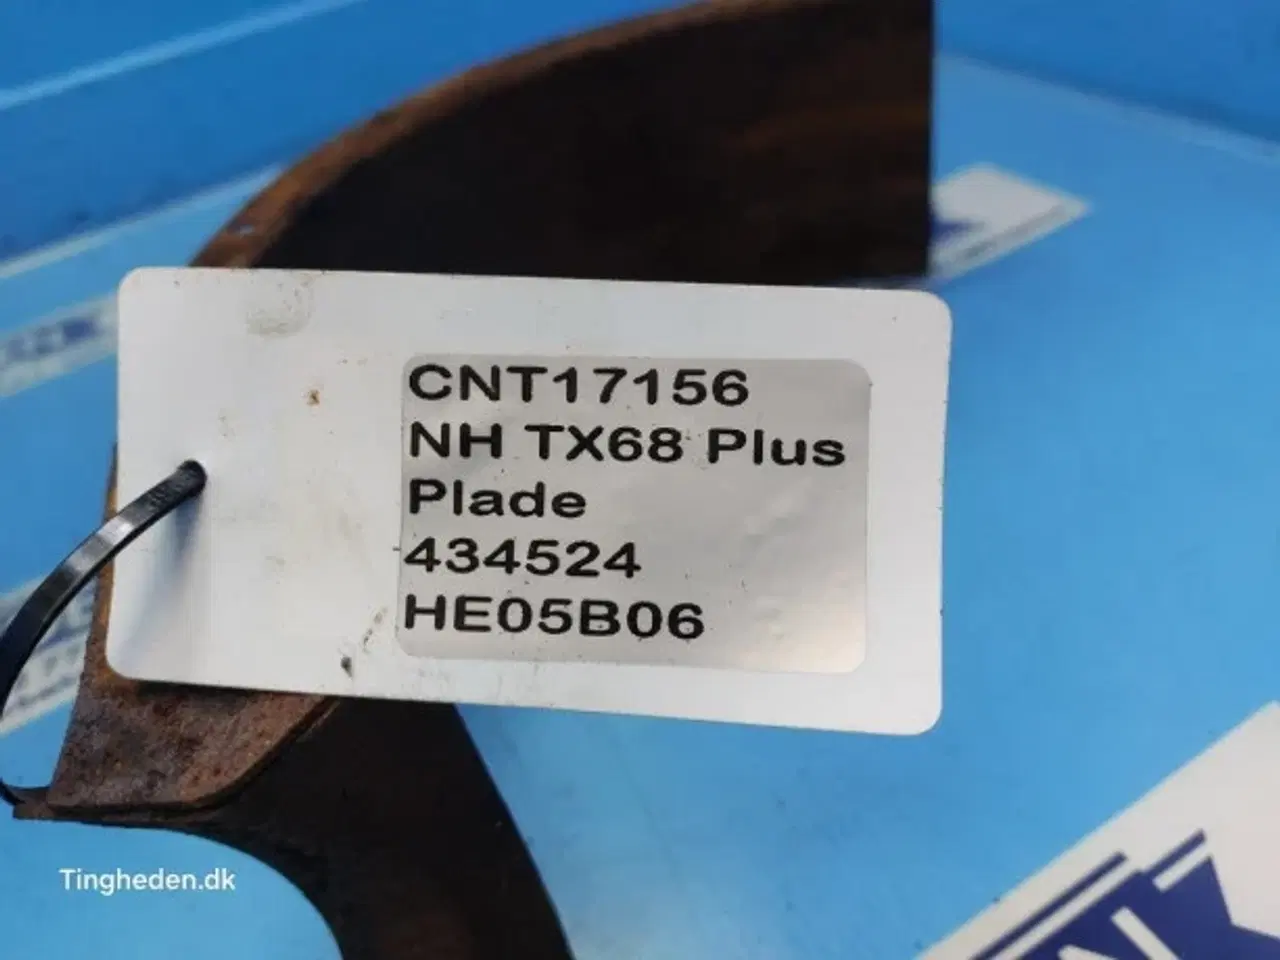 CNT17156
NH TX68 Plus
Plade
434524
HE05B06
Tingheden.dk